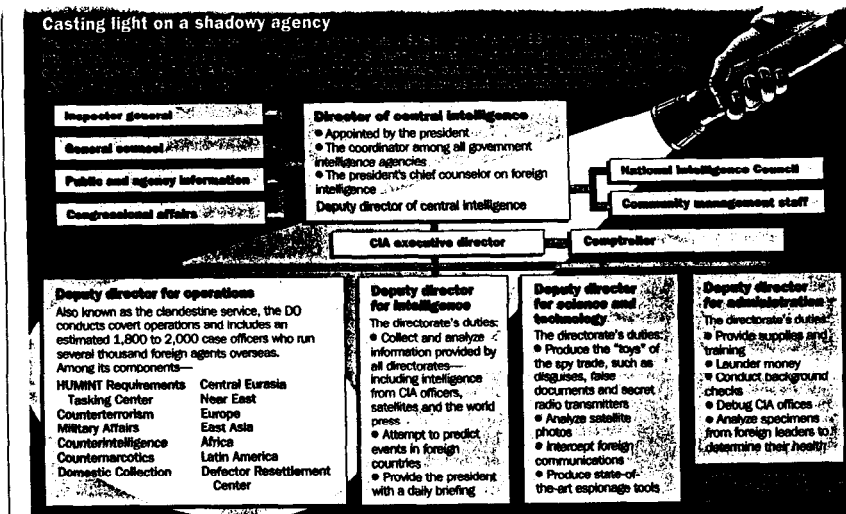 Casting light on a shadowy agency
Inspector general
General counsel
Public and agency information
Congressional affairs
Director of central intelligence
• Appointed by the president
• The coordinator among all government
intelligence agencies
• The president's chief counselor on foreign
intelligence
Deputy director of central intelligence
National Intelligence Council
Community management staff
CIA executive director
Comptroller
Deputy director for operations
Also known as the clandestine service, the DO
conducts covert operations and includes an
estimated 1,800 to 2,000 case officers who run
several thousand foreign agents overseas.
Among its components—
HUMINT Requirements
Tasking Center
Counterterrorism
Military Affairs
Counterintelligence
Counternarcotics
Domestic Collection
Central Eurasia
Near East
Europe
East Asia
Africa
Latin America
Defector Resettlement
Center
Deputy director
for intelligence
The directorate's duties:
• Collect and analyze
information provided by
all directorates—
including intelligence
from CIA officers,
satellites and the world
press
• Attempt to predict
events in foreign
countries
• Provide the president
with a daily briefing
Deputy director
for science and
technology
The directorate's duties:
• Produce the "toys" of
the spy trade, such as
disguises, false
documents and secret
radio transmitters
• Analyze satellite
photos
• Intercept foreign
communications
• Produce state-of-
the-art espionage tools
Deputy director
for administration
The directorate's duties:
• Provide supplies and
training
• Launder money
• Conduct background
checks
• Debug CIA offices
• Analyze specimens
from foreign leaders to
determine their health